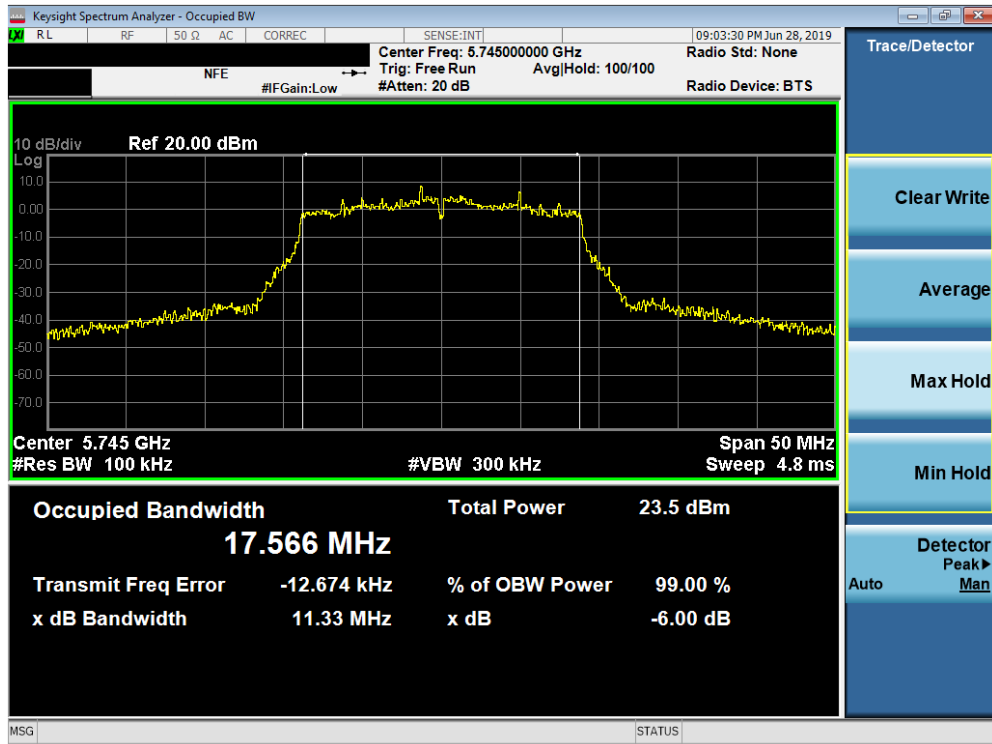 Keysight Spectrum Analyzer - Occupied BW
LXI RL RF 50 Ω AC CORREC SENSE:INT 09:03:30 PM Jun 28, 2019
Center Freq: 5.745000000 GHz Radio Std: None
NFE Trig: Free Run Avg|Hold: 100/100
#IFGain:Low #Atten: 20 dB Radio Device: BTS
Trace/Detector
10 dB/div Ref 20.00 dBm
Log
10.0
0.00
-10.0
-20.0
-30.0
-40.0
-50.0
-60.0
-70.0
Center 5.745 GHz Span 50 MHz
#Res BW 100 kHz #VBW 300 kHz Sweep 4.8 ms
Occupied Bandwidth Total Power 23.5 dBm
17.566 MHz
Transmit Freq Error -12.674 kHz % of OBW Power 99.00 %
x dB Bandwidth 11.33 MHz x dB -6.00 dB
Clear Write
Average
Max Hold
Min Hold
Detector
Peak▶
Auto Man
MSG STATUS